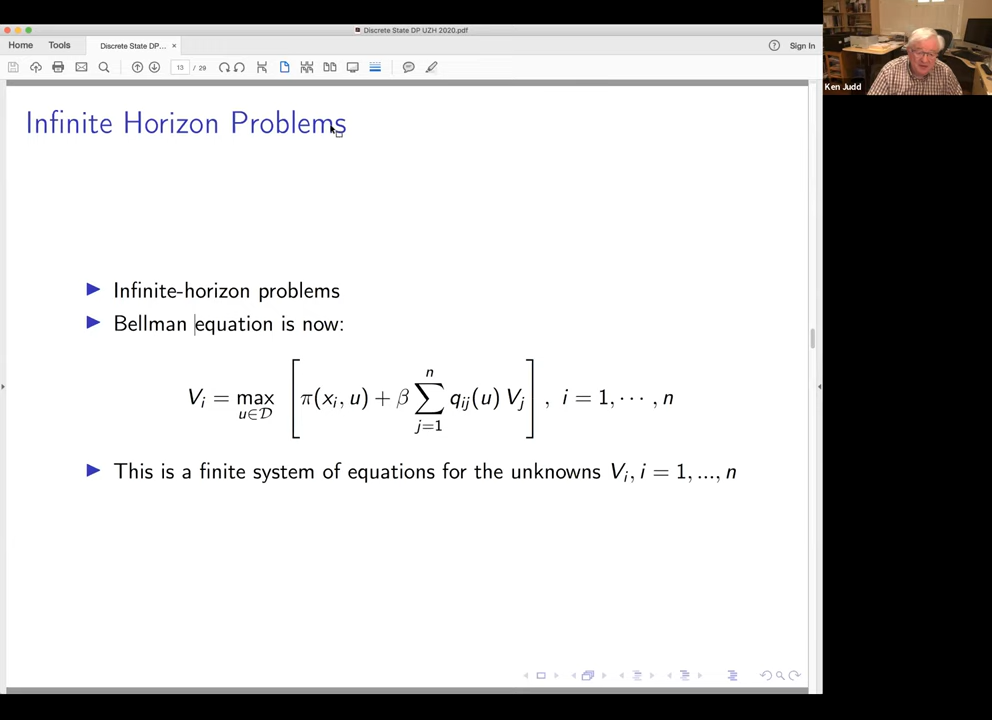 Discrete State DP UZH 2020.pdf
Home Tools Discrete State DP... × Sign In
13 / 29
Ken Judd
Infinite Horizon Problems
▶ Infinite-horizon problems
▶ Bellman equation is now:
V_i = max_{u∈𝒟} [ π(x_i, u) + β ∑_{j=1}^{n} q_{ij}(u) V_j ] , i = 1, ⋯ , n
▶ This is a finite system of equations for the unknowns V_i, i = 1, ..., n